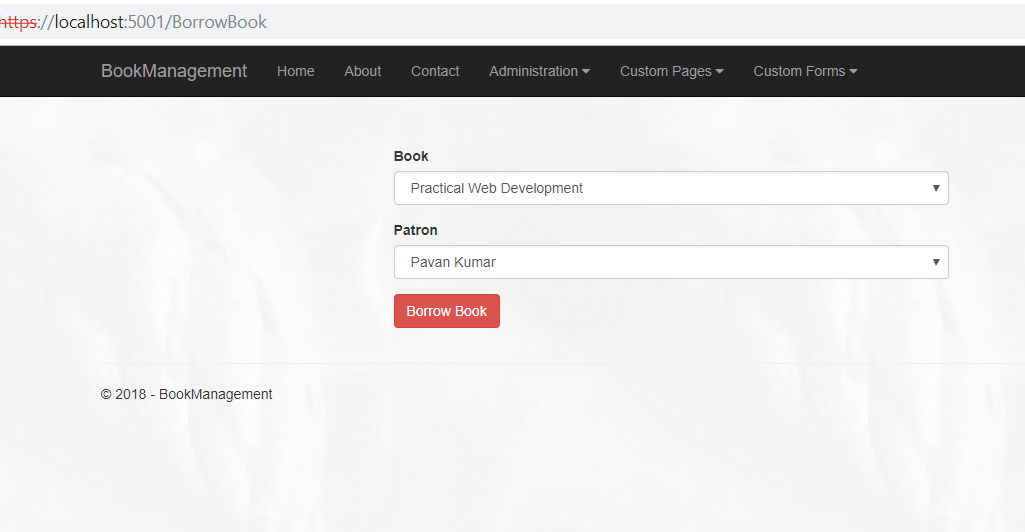 https://localhost:5001/BorrowBook
BookManagement Home About Contact Administration Custom Pages Custom Forms
Book
Practical Web Development
Patron
Pavan Kumar
Borrow Book
© 2018 - BookManagement